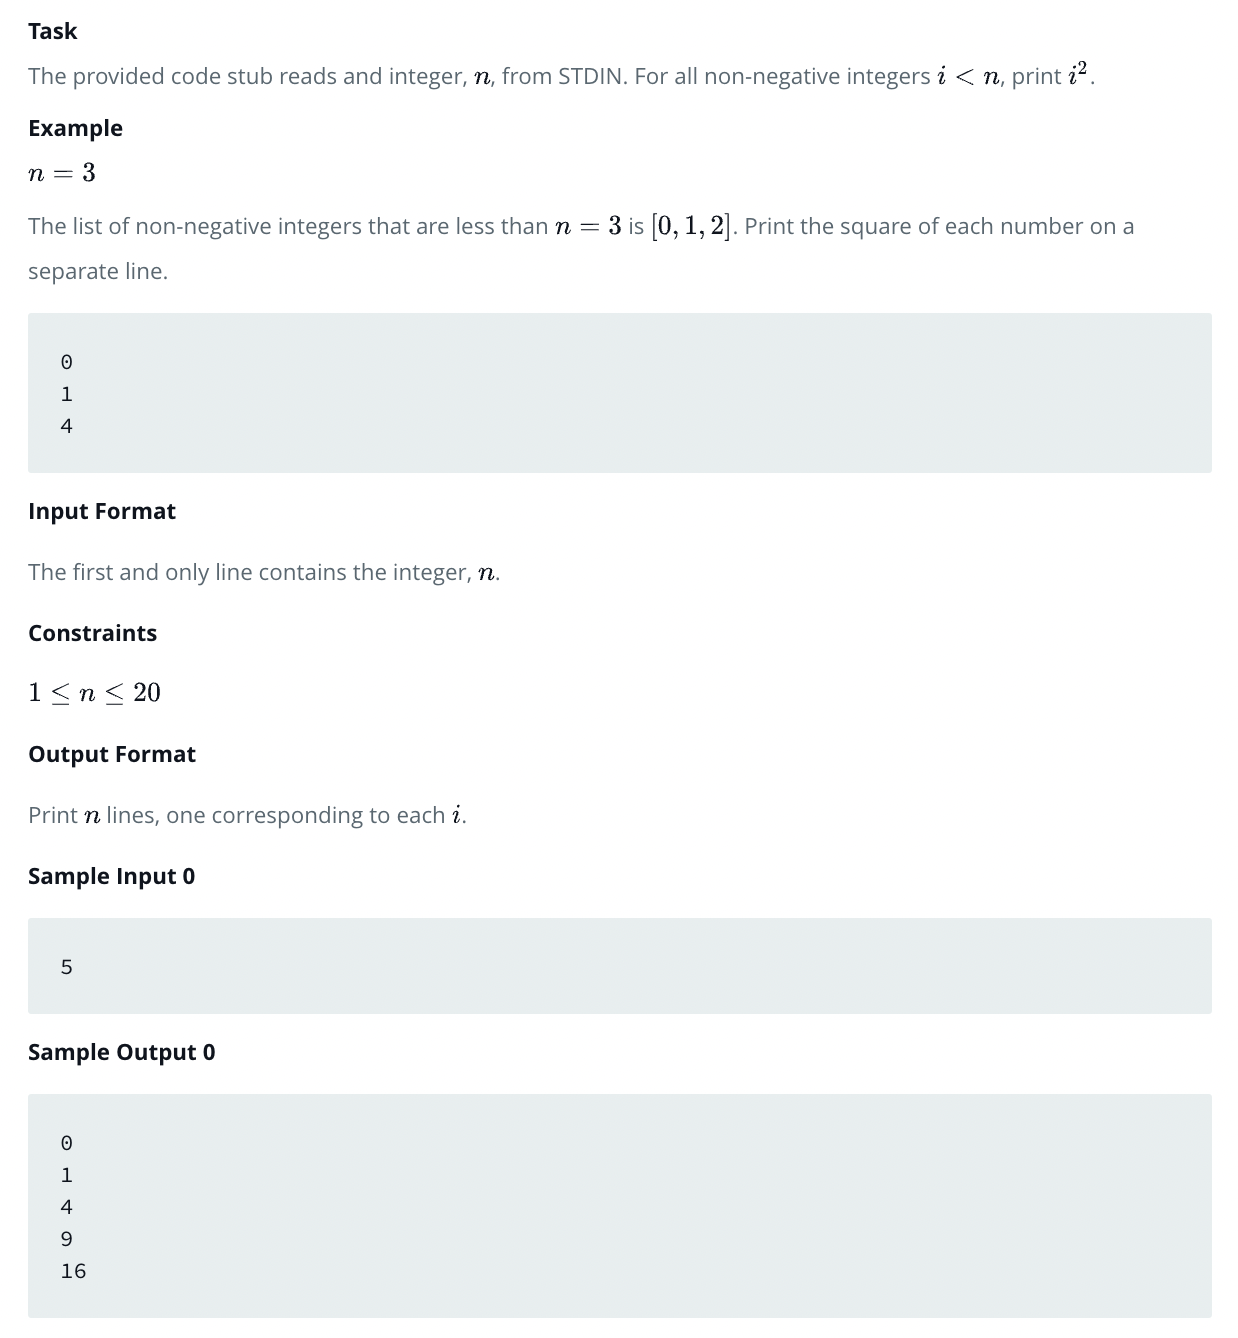 Task
The provided code stub reads and integer, n, from STDIN. For all non-negative integers i < n, print i².
Example
n = 3
The list of non-negative integers that are less than n = 3 is [0, 1, 2]. Print the square of each number on a
separate line.
0
1
4
Input Format
The first and only line contains the integer, n.
Constraints
1 ≤ n ≤ 20
Output Format
Print n lines, one corresponding to each i.
Sample Input 0
5
Sample Output 0
0
1
4
9
16